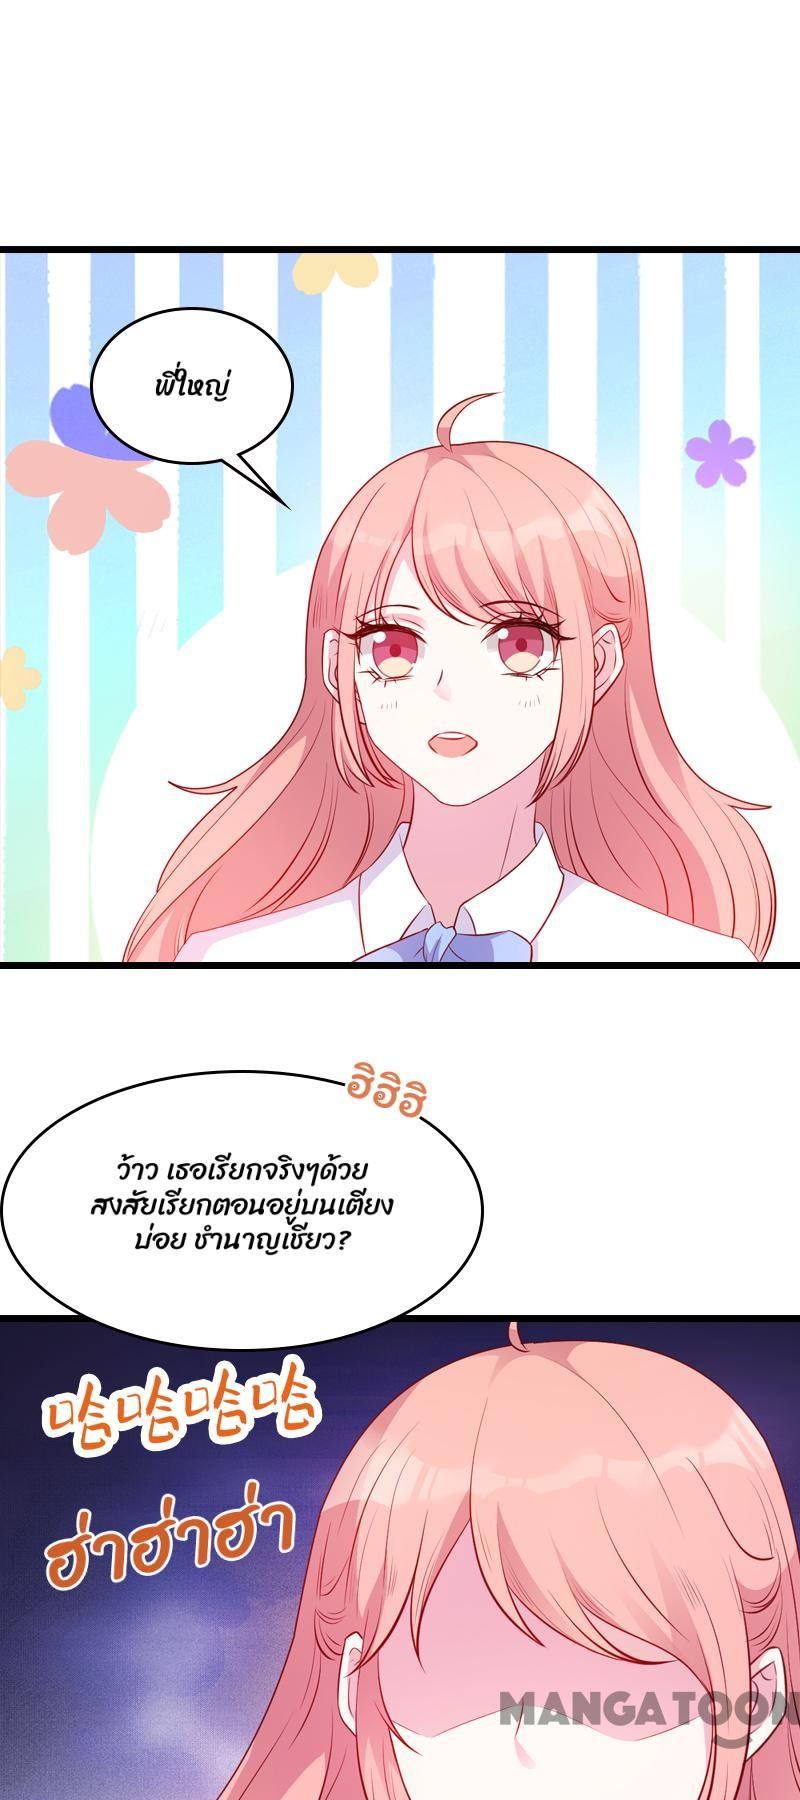 พี่ใหญ่
ฮิฮิฮิ
ว้าว เธอเรียกจริงๆด้วย
สงสัยเรียกตอนอยู่บนเตียง
บ่อย ชำนาญเชียว?
哈哈哈哈
ฮ่าฮ่าฮ่า
MANGATOON